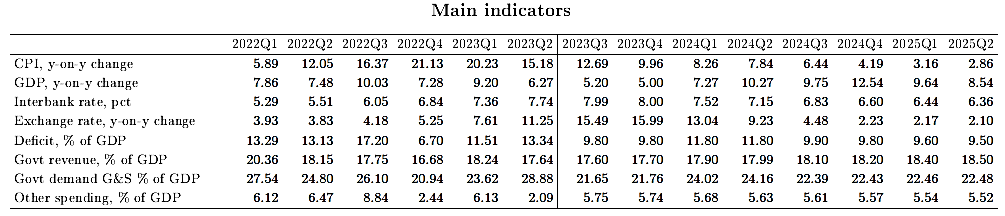 Main indicators
2022Q1 2022Q2 2022Q3 2022Q4 2023Q1 2023Q2 2023Q3 2023Q4 2024Q1 2024Q2 2024Q3 2024Q4 2025Q1 2025Q2
CPI, y-on-y change 5.89 12.05 16.37 21.13 20.23 15.18 12.69 9.96 8.26 7.84 6.44 4.19 3.16 2.86
GDP, y-on-y change 7.86 7.48 10.03 7.28 9.20 6.27 5.20 5.00 7.27 10.27 9.75 12.54 9.64 8.54
Interbank rate, pct 5.29 5.51 6.05 6.84 7.36 7.74 7.99 8.00 7.52 7.15 6.83 6.60 6.44 6.36
Exchange rate, y-on-y change 3.93 3.83 4.18 5.25 7.61 11.25 15.49 15.99 13.04 9.23 4.48 2.23 2.17 2.10
Deficit, % of GDP 13.29 13.13 17.20 6.70 11.51 13.34 9.80 9.80 11.80 11.80 9.90 9.80 9.60 9.50
Govt revenue, % of GDP 20.36 18.15 17.75 16.68 18.24 17.64 17.60 17.70 17.90 17.99 18.10 18.20 18.40 18.50
Govt demand G&S % of GDP 27.54 24.80 26.10 20.94 23.62 28.88 21.65 21.76 24.02 24.16 22.39 22.43 22.46 22.48
Other spending, % of GDP 6.12 6.47 8.84 2.44 6.13 2.09 5.75 5.74 5.68 5.63 5.61 5.57 5.54 5.52